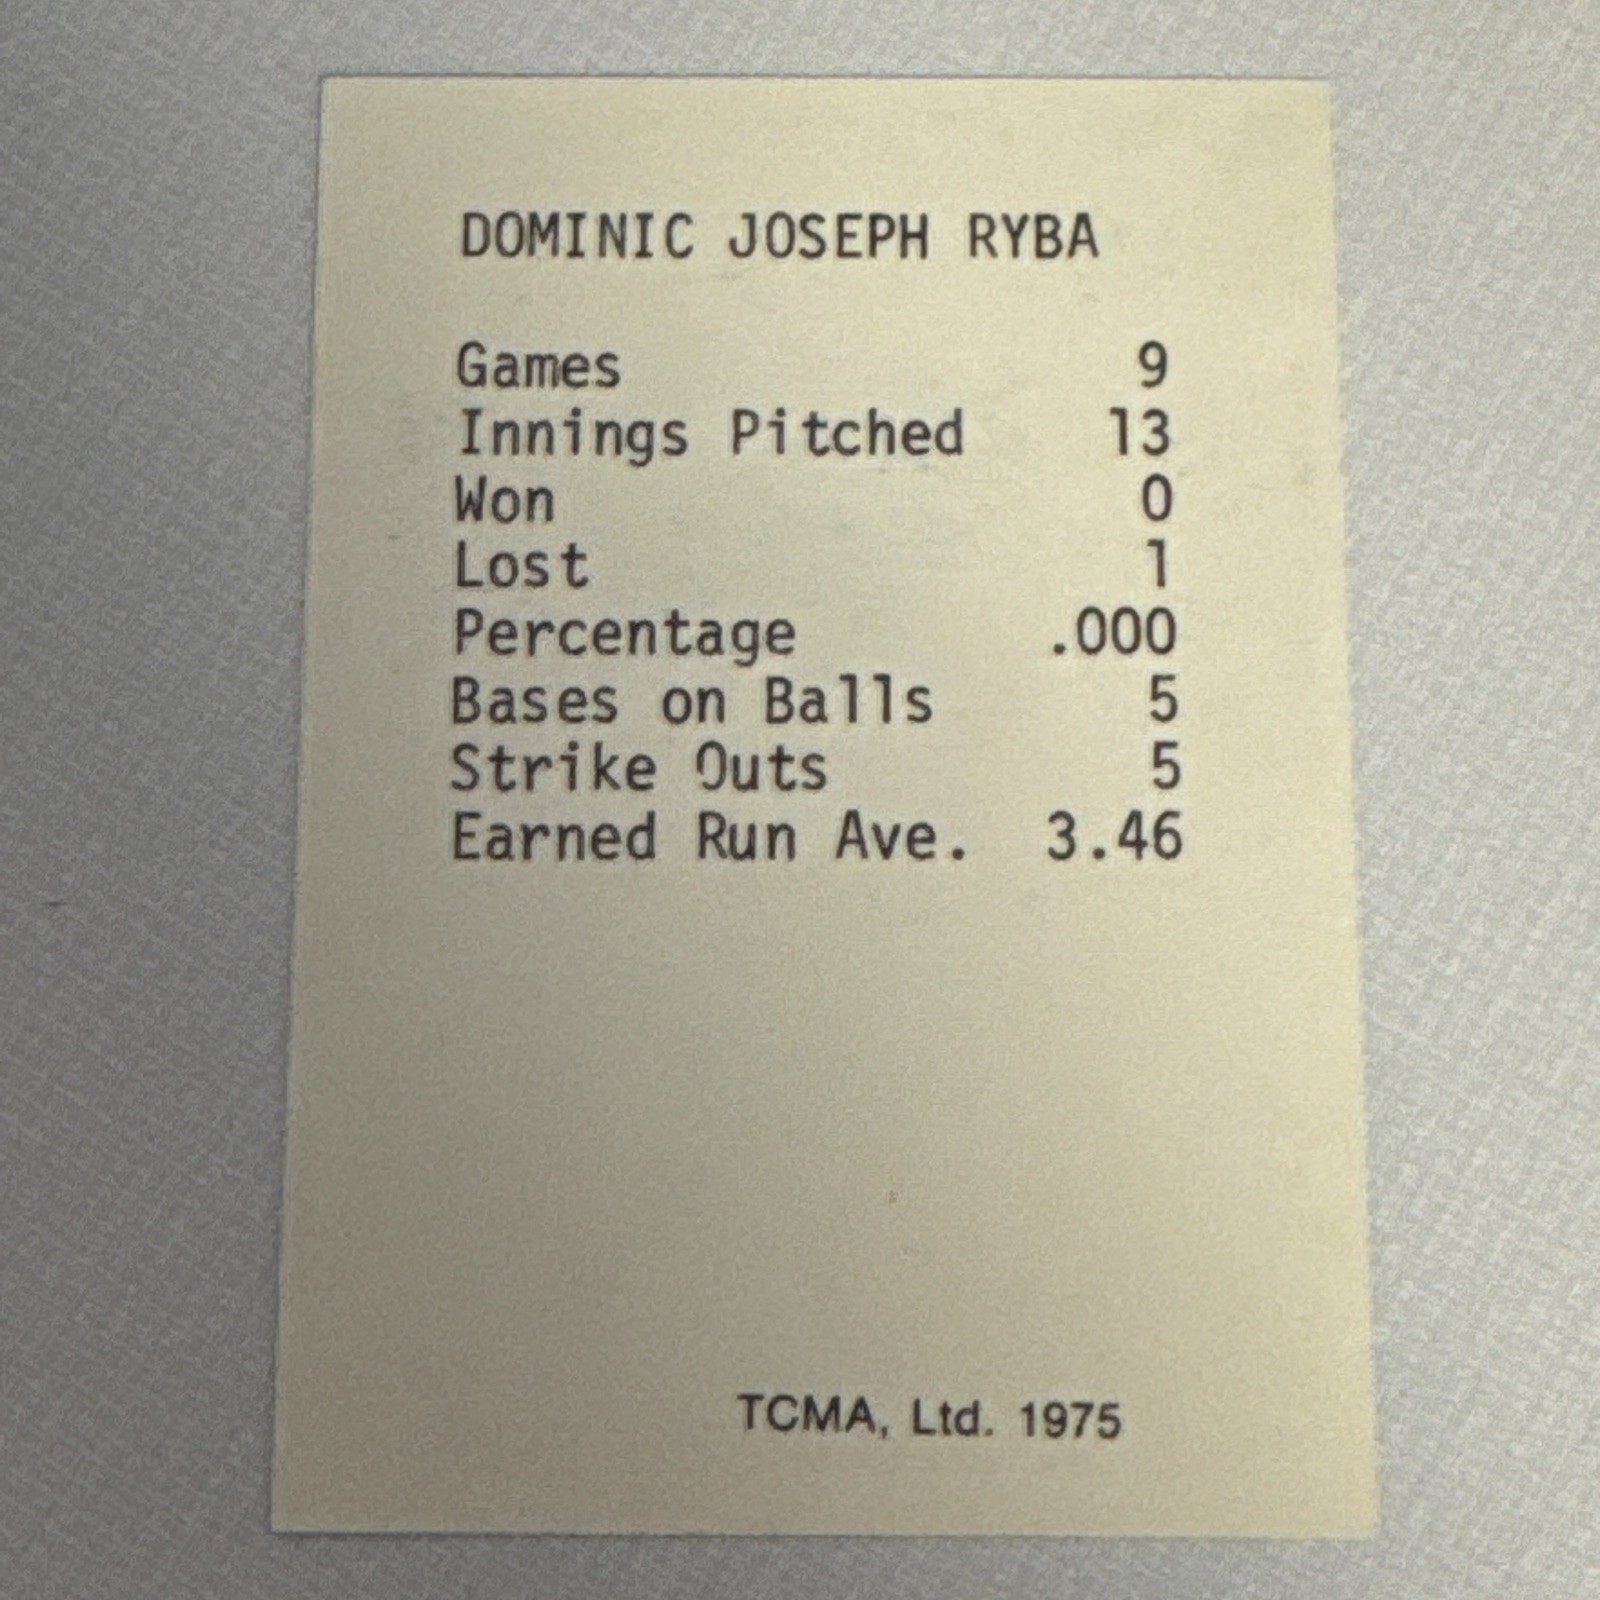 DOMINIC JOSEPH RYBA
Games 9
Innings Pitched 13
Won 0
Lost 1
Percentage .000
Bases on Balls 5
Strike Outs 5
Earned Run Ave. 3.46
TCMA, Ltd. 1975